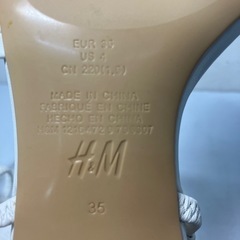 EUR 35
US 4
MADE IN CHINA
FABRIQUE EN CHINE
HECHO EN CHINA
H&M
H&M
35